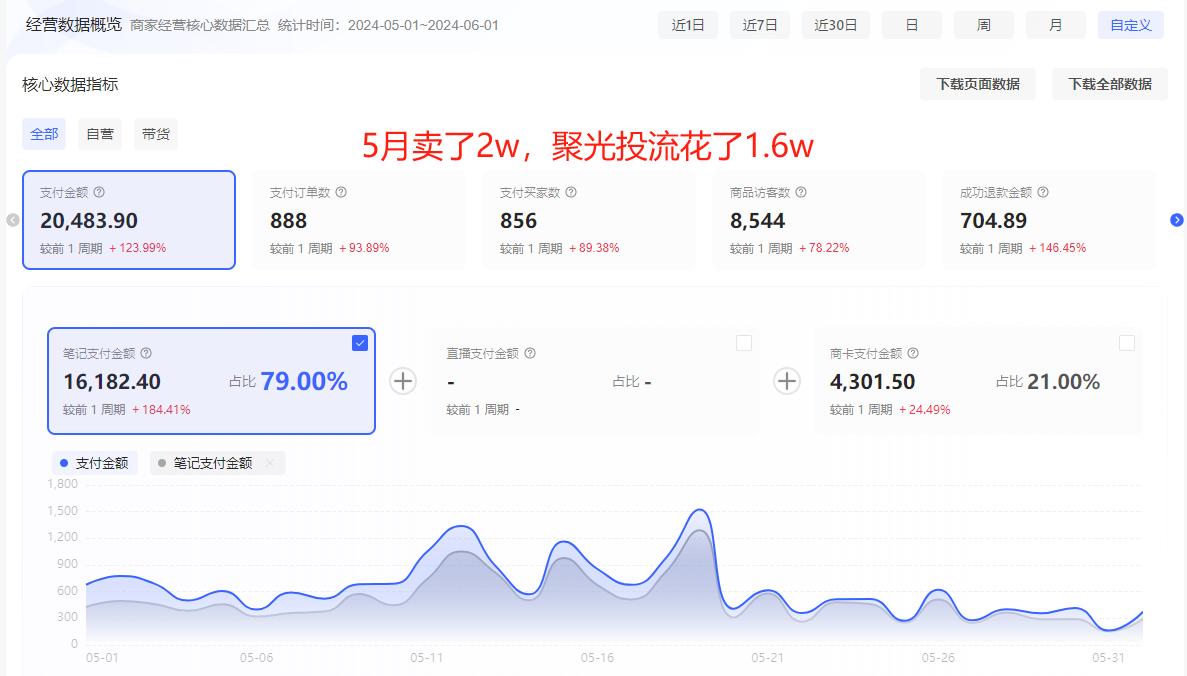 经营数据概览 商家经营核心数据汇总 统计时间：2024-05-01~2024-06-01 近1日 近7日 近30日 日 周 月 自定义
核心数据指标 下载页面数据 下载全部数据
全部 自营 带货
5月卖了2w，聚光投流花了1.6w
支付金额 支付订单数 支付买家数 商品访客数 成功退款金额
20,483.90 888 856 8,544 704.89
较前 1 周期 + 123.99% 较前 1 周期 + 93.89% 较前 1 周期 + 89.38% 较前 1 周期 + 78.22% 较前 1 周期 + 146.45%
笔记支付金额 直播支付金额 商卡支付金额
16,182.40 占比 79.00% - 占比 - 4,301.50 占比 21.00%
较前 1 周期 + 184.41% 较前 1 周期 - 较前 1 周期 + 24.49%
支付金额 笔记支付金额
1,800
1,500
1,200
900
600
300
0
05-01 05-06 05-11 05-16 05-21 05-26 05-31